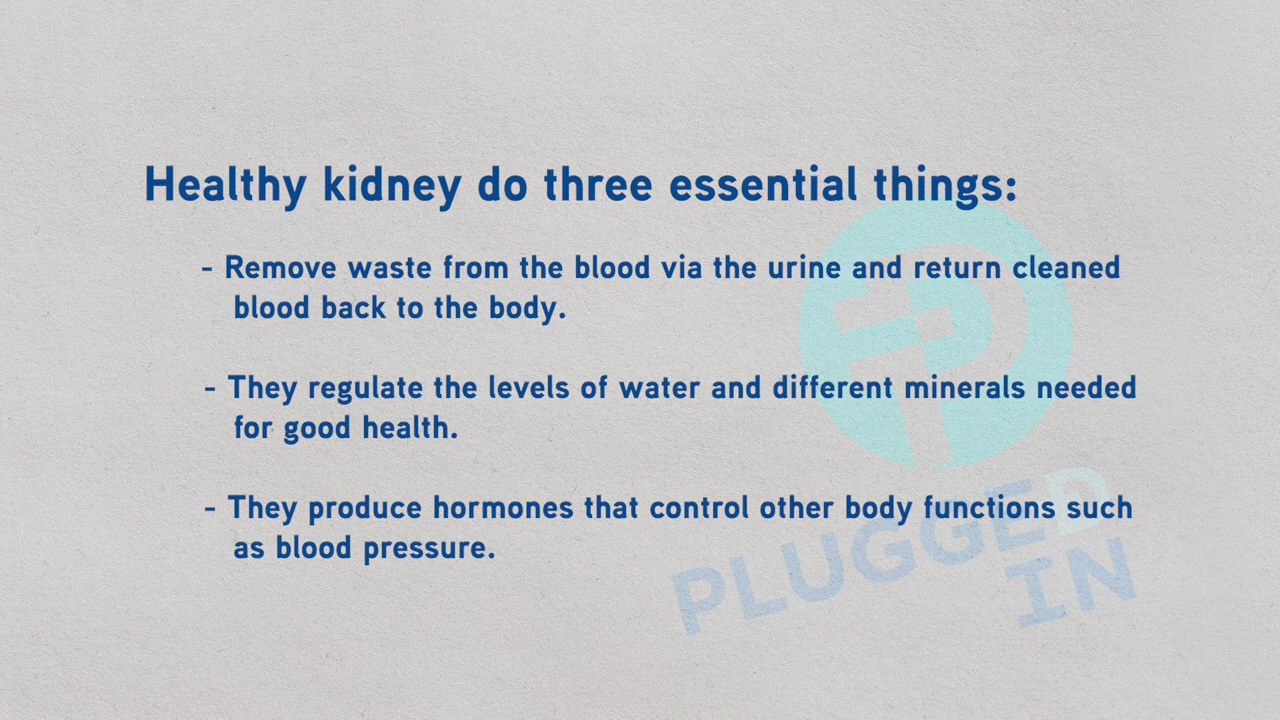 Healthy kidney do three essential things:
- Remove waste from the blood via the urine and return cleaned
blood back to the body.
- They regulate the levels of water and different minerals needed
for good health.
- They produce hormones that control other body functions such
as blood pressure.
PLUGGED
IN